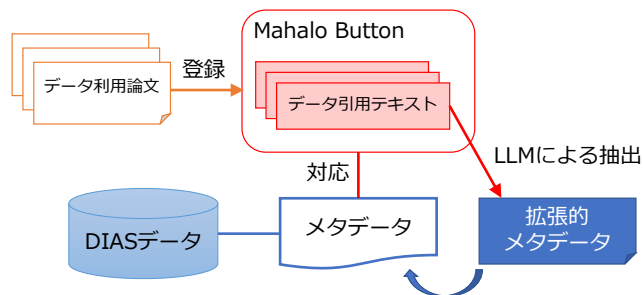 Mahalo Button
データ利用論文
登録
データ引用テキスト
LLMによる抽出
対応
DIASデータ
メタデータ
拡張的
メタデータ